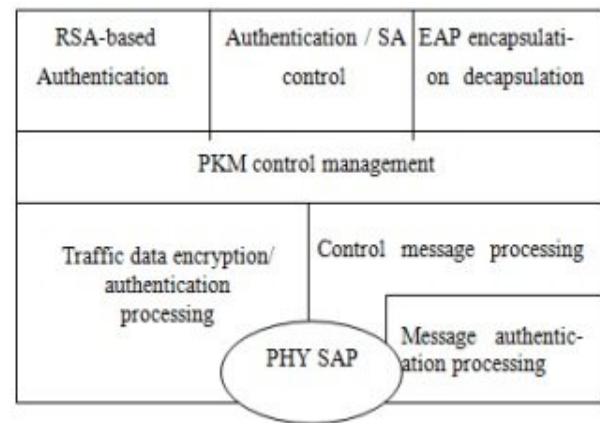 RSA-based
Authentication
Authentication / SA
control
EAP encapsulati-
on decapsulation
PKM control management
Traffic data encryption/
authentication
processing
Control message processing
Message authentic-
ation processing
PHY SAP